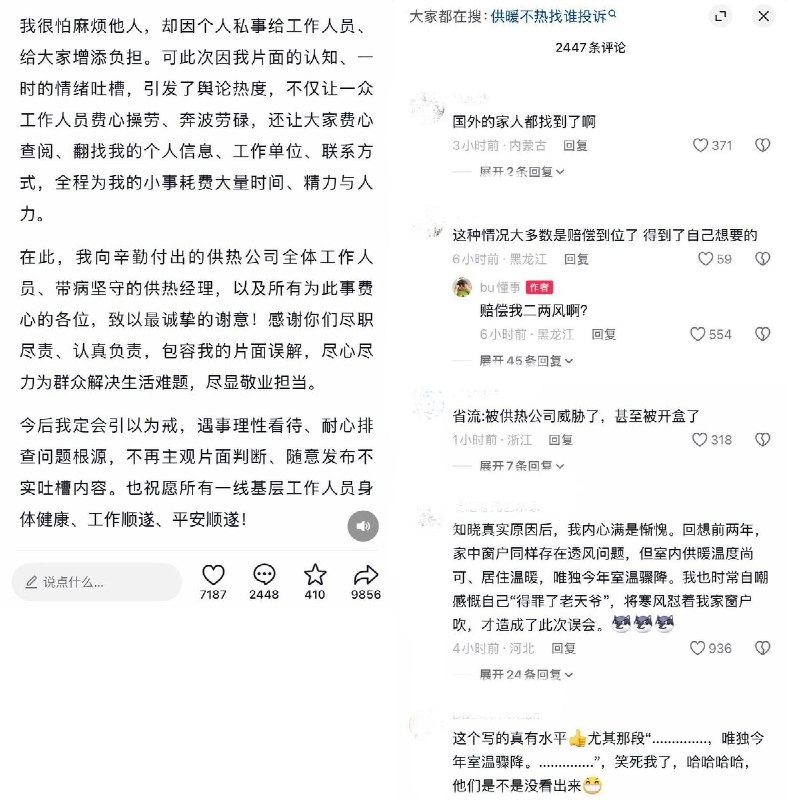 我很怕麻烦他人，却因个人私事给工作人员、
给大家增添负担。可此次因我片面的认知、一
时的情绪吐槽，引发了舆论热度，不仅让一众
工作人员费心操劳、奔波劳碌，还让大家费心
查阅、翻找我的个人信息、工作单位、联系方
式，全程为我的小事耗费大量时间、精力与人
力。
在此，我向辛勤付出的供热公司全体工作人
员、带病坚守的供热经理，以及所有为此事费
心的各位，致以最诚挚的谢意！感谢你们尽职
尽责、认真负责，包容我的片面误解，尽心尽
力为群众解决生活难题，尽显敬业担当。
今后我定会引以为戒，遇事理性看待、耐心排
查问题根源，不再主观片面判断、随意发布不
实吐槽内容。也祝愿所有一线基层工作人员身
体健康、工作顺遂、平安顺遂！
说点什么...
7187
2448
410
9856
大家都在搜：供暖不热找谁投诉
2447条评论
国外的家人都找到了啊
3小时前·内蒙古 回复
371
展开2条回复
这种情况大多数是赔偿到位了 得到了自己想要的
6小时前·黑龙江 回复
59
bu懂事 作者
赔偿我二两风啊？
6小时前·黑龙江 回复
554
展开45条回复
省流:被供热公司威胁了，甚至被开盒了
1小时前·浙江 回复
318
展开7条回复
知晓真实原因后，我内心满是惭愧。回想前两年，
家中窗户同样存在透风问题，但室内供暖温度尚
可、居住温暖，唯独今年室温骤降。我也时常自嘲
感慨自己“得罪了老天爷”，将寒风怼着我家窗户
吹，才造成了此次误会。
4小时前·河北 回复
936
展开24条回复
这个写的真有水平👍尤其那段“..............，唯独今
年室温骤降。..............”，笑死我了，哈哈哈哈，
他们是不是没看出来😁